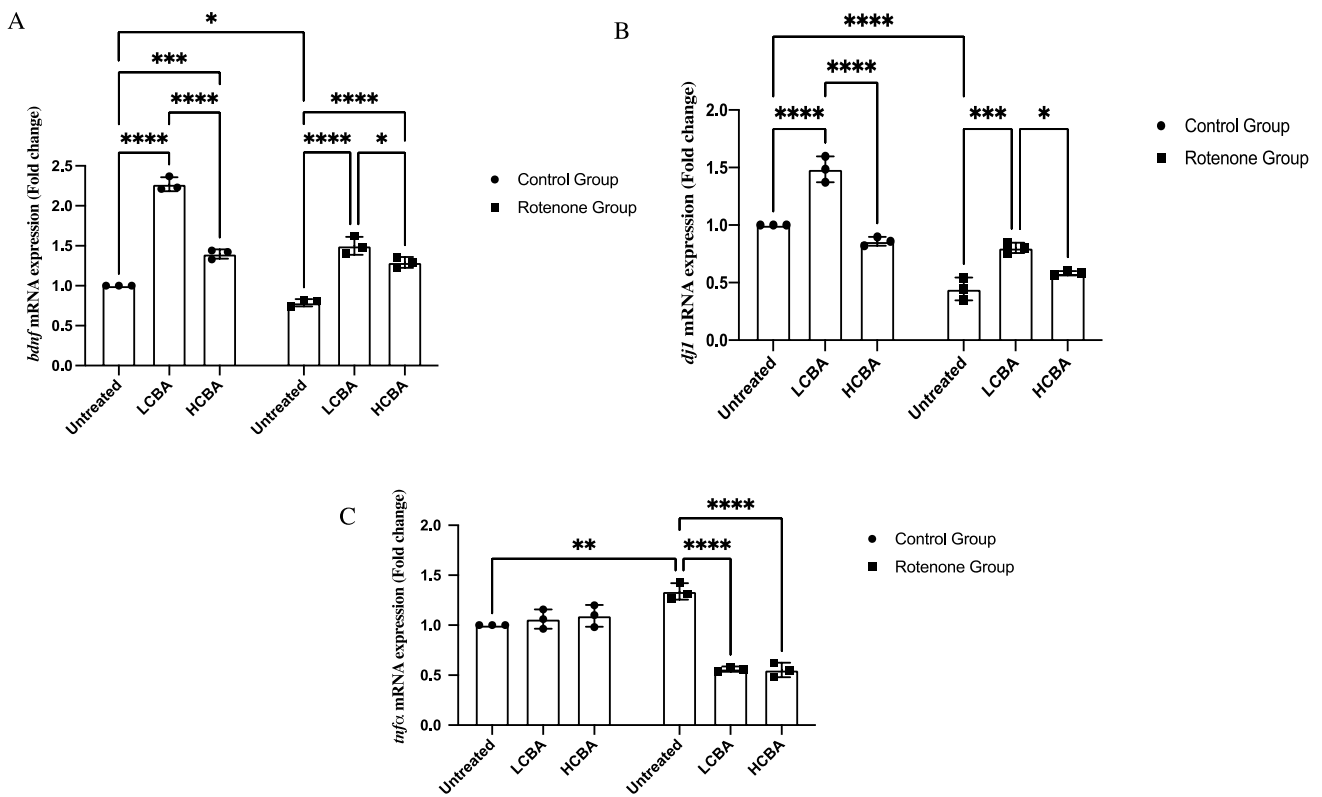 A
*
***
****
****
****
****
*
bdnf mRNA expression (Fold change)
2.5
2.0
1.5
1.0
0.5
0.0
Untreated
LCBA
HCBA
Untreated
LCBA
HCBA
Control Group
Rotenone Group
B
****
****
****
***
*
dj1 mRNA expression (Fold change)
2.0
1.5
1.0
0.5
0.0
Untreated
LCBA
HCBA
Untreated
LCBA
HCBA
Control Group
Rotenone Group
C
****
**
****
tnfα mRNA expression (Fold change)
2.0
1.5
1.0
0.5
0.0
Untreated
LCBA
HCBA
Untreated
LCBA
HCBA
Control Group
Rotenone Group